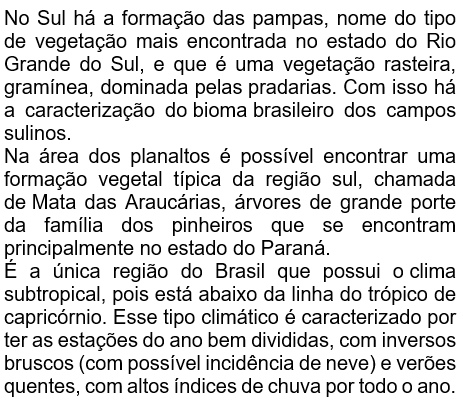 No Sul há a formação das pampas, nome do tipo
de vegetação mais encontrada no estado do Rio
Grande do Sul, e que é uma vegetação rasteira,
gramínea, dominada pelas pradarias. Com isso há
a caracterização do bioma brasileiro dos campos
sulinos.
Na área dos planaltos é possível encontrar uma
formação vegetal típica da região sul, chamada
de Mata das Araucárias, árvores de grande porte
da família dos pinheiros que se encontram
principalmente no estado do Paraná.
É a única região do Brasil que possui o clima
subtropical, pois está abaixo da linha do trópico de
capricórnio. Esse tipo climático é caracterizado por
ter as estações do ano bem divididas, com inversos
bruscos (com possível incidência de neve) e verões
quentes, com altos índices de chuva por todo o ano.